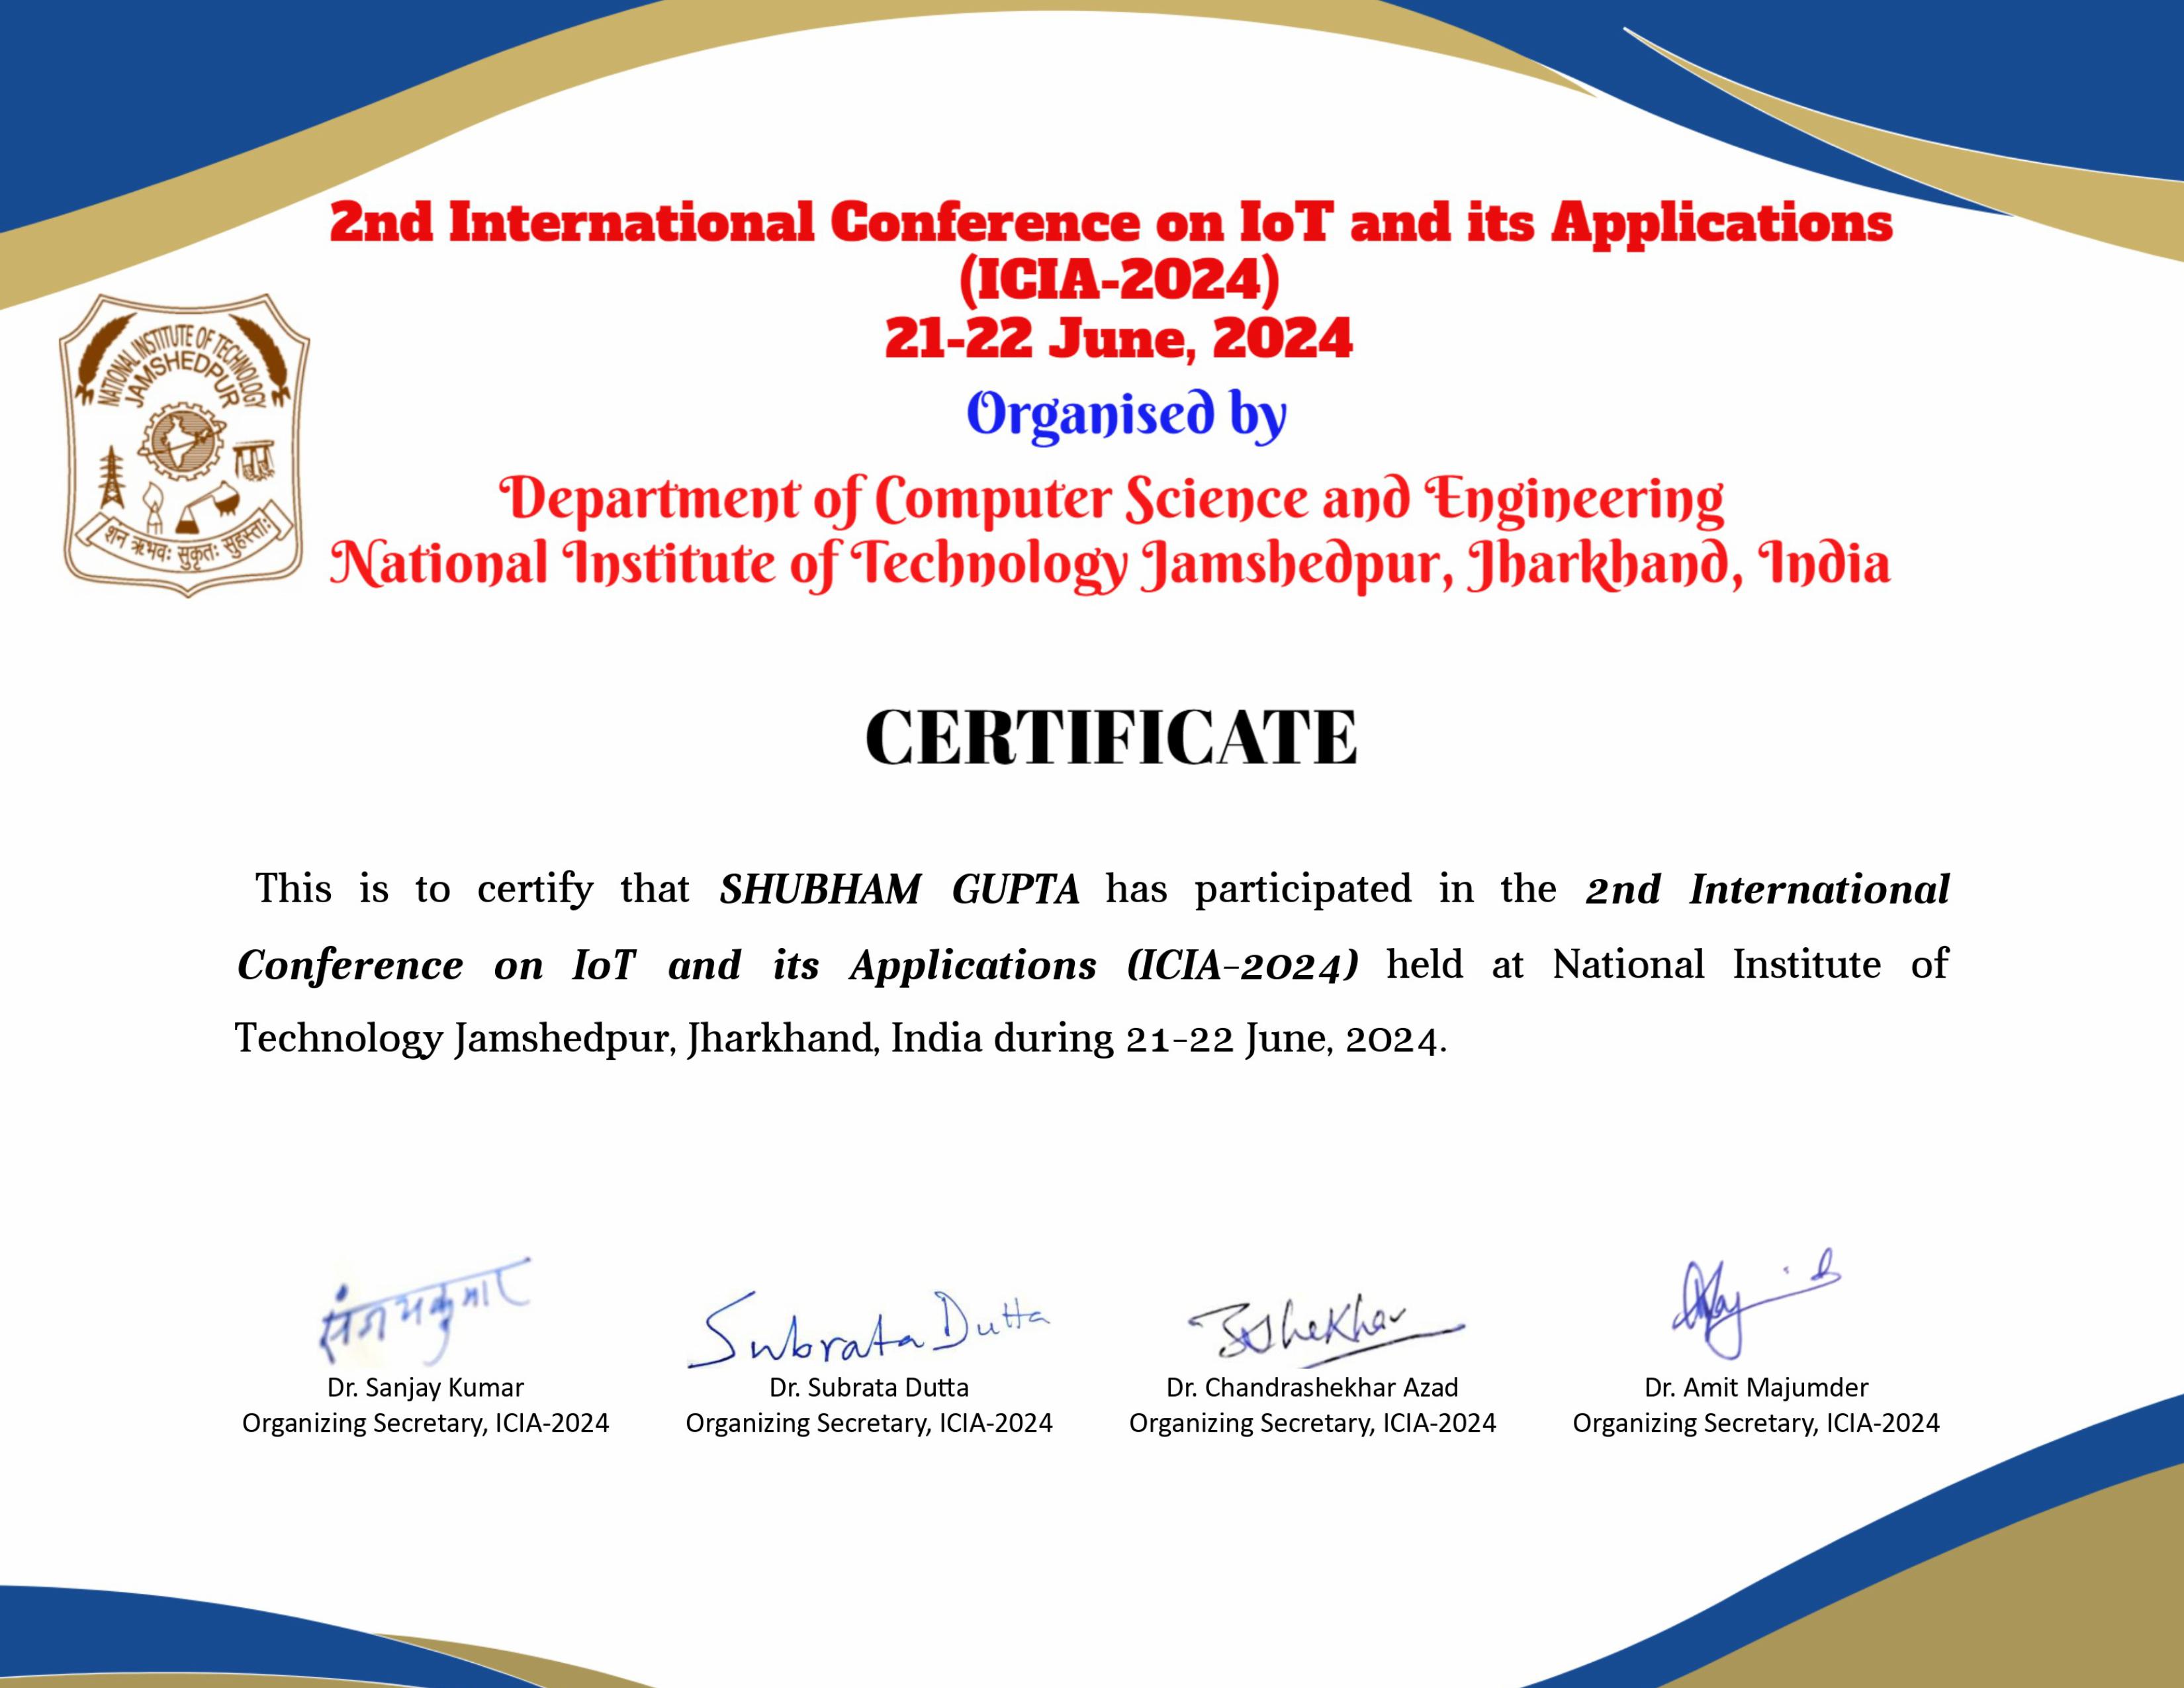 2nd International Conference on IoT and its Applications
(ICIA-2024)
21-22 June, 2024
Organised by
Department of Computer Science and Engineering
National Institute of Technology Jamshedpur, Jharkhand, India
NATIONAL INSTITUTE OF TECHNOLOGY
JAMSHEDPUR
शन ऋभवः सुकृतः सुहस्ताः
CERTIFICATE
This is to certify that SHUBHAM GUPTA has participated in the 2nd International
Conference on IoT and its Applications (ICIA-2024) held at National Institute of
Technology Jamshedpur, Jharkhand, India during 21-22 June, 2024.
Subrata Dutta
Dr. Sanjay Kumar
Organizing Secretary, ICIA-2024
Dr. Subrata Dutta
Organizing Secretary, ICIA-2024
Dr. Chandrashekhar Azad
Organizing Secretary, ICIA-2024
Dr. Amit Majumder
Organizing Secretary, ICIA-2024